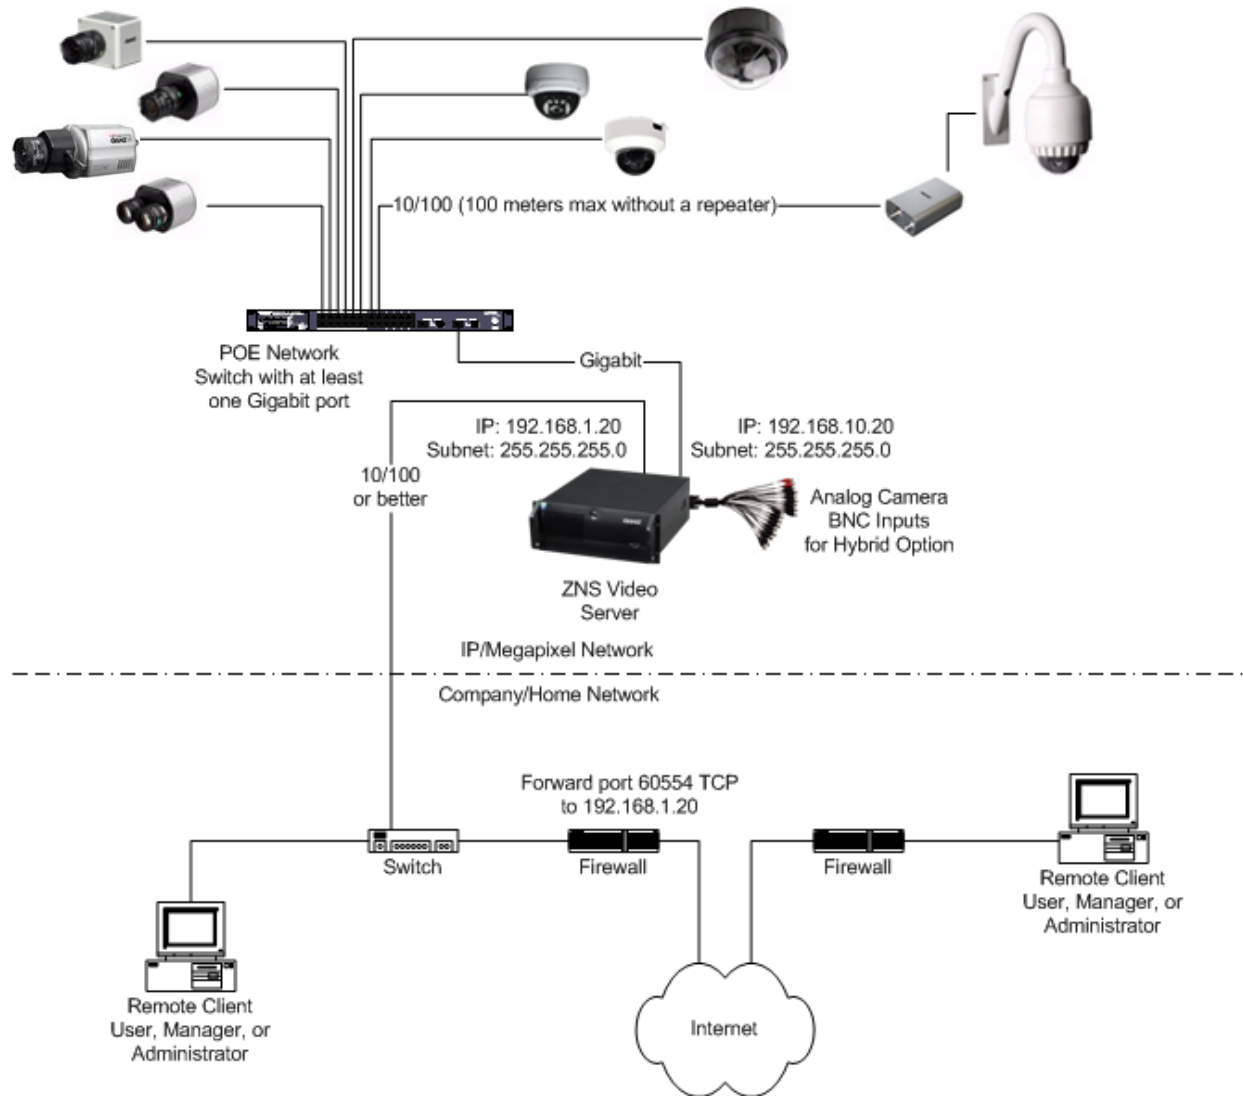 10/100 (100 meters max without a repeater)
POE Network
Switch with at least
one Gigabit port
Gigabit
IP: 192.168.1.20
Subnet: 255.255.255.0
IP: 192.168.10.20
Subnet: 255.255.255.0
10/100
or better
Analog Camera
BNC Inputs
for Hybrid Option
ZNS Video
Server
IP/Megapixel Network
Company/Home Network
Forward port 60554 TCP
to 192.168.1.20
Switch
Firewall
Firewall
Remote Client
User, Manager, or
Administrator
Remote Client
User, Manager, or
Administrator
Internet